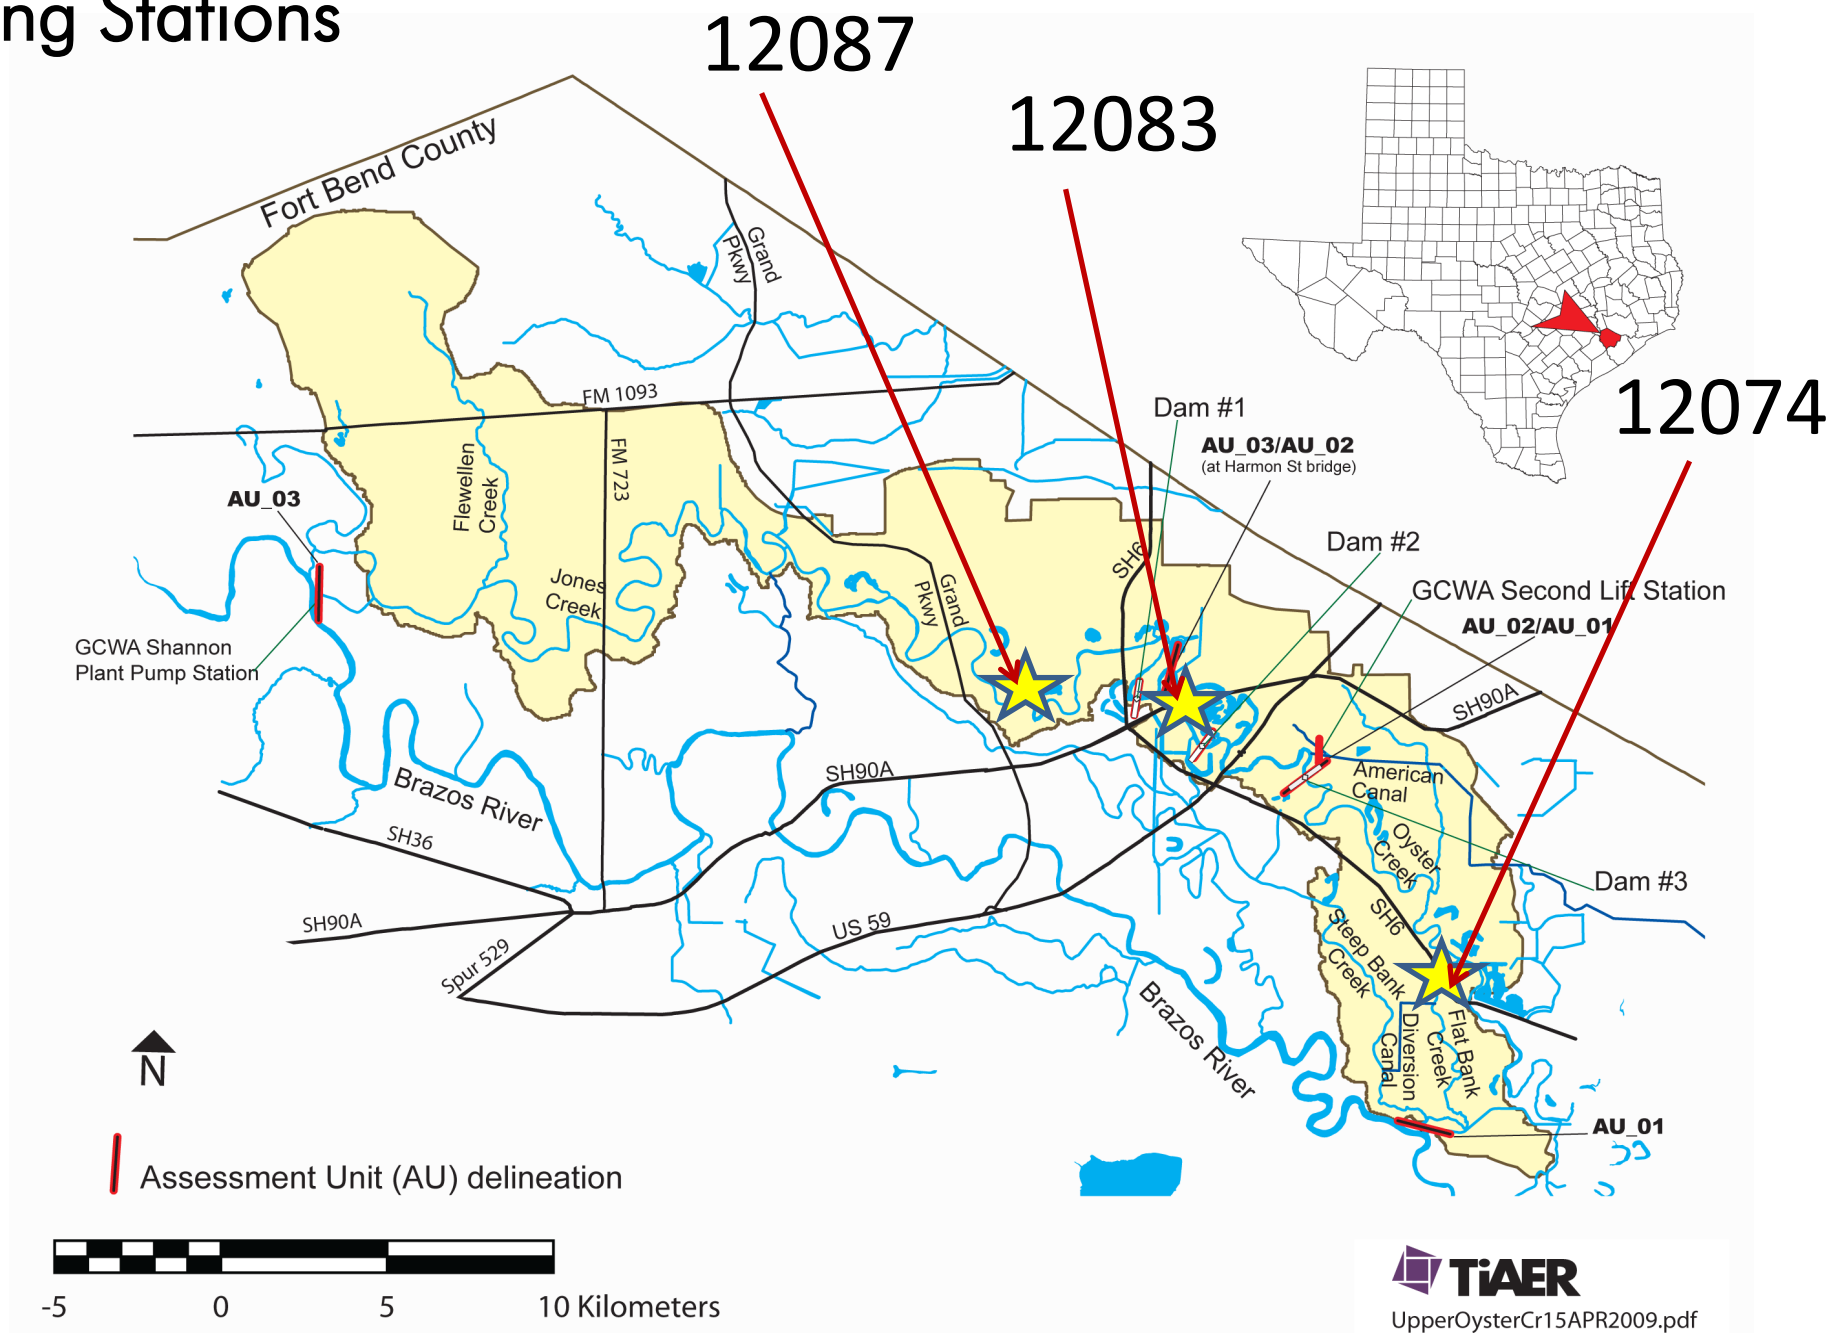 ng Stations
12087
12083
12074
Fort Bend County
Grand
Pkwy
FM 1093
FM 723
Flewellen
Creek
Jones
Creek
AU_03
GCWA Shannon
Plant Pump Station
Dam #1
AU_03/AU_02
(at Harmon St bridge)
SH6
Grand
Pkwy
Dam #2
GCWA Second Lift Station
AU_02/AU_01
SH90A
American
Canal
Oyster
Creek
Dam #3
SH6
Steep Bank
Creek
Flat Bank
Creek
Diversion
Canal
Brazos River
SH36
SH90A
SH90A
Spur 529
US 59
Brazos River
AU_01
N
Assessment Unit (AU) delineation
-5 0 5 10 Kilometers
TiAER
UpperOysterCr15APR2009.pdf